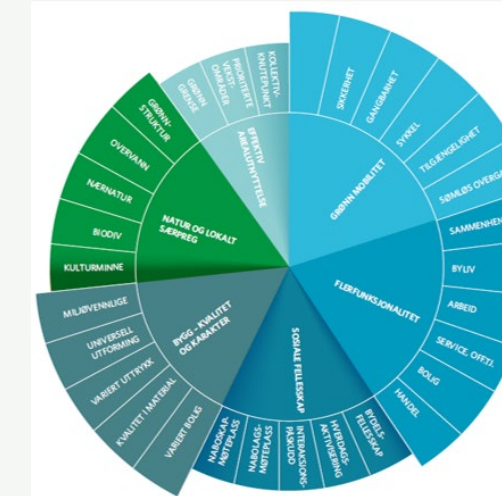 KOLLEKTIV-
KNUTEPUNKT
PRIORITERTE
VEKST-
OMRÅDER
GRØNN
GRENSE
EFFEKTIV
AREALUTNYTTELSE
SIKKERHET
GANGBARHET
SYKKEL
TILGJENGELIGHET
SØMLØS OVERGA
GRØNN MOBILITET
SAMMENHEN
BYLIV
ARBEID
SERVICE, OFF.TJ.
BOLIG
HANDEL
FLERFUNKSJONALITET
BYDELS-
FELLESSKAP
HVERDAGS-
AKTIVISERING
INTERAKSJONS-
NABOLAGS-
MØTEPLASS
NABOSKAP-
MØTEPLASS
SOSIALE FELLESSKAP
VARIERT BOLIG
KVALITET I MATERIAL
VARIERT UTTRYKK
UNIVERSELL
UTFORMING
MILJØVENNLIGE
BYGG – KVALITET
OG KARAKTER
KULTURMINNE
BIODIV
NÆRNATUR
OVERVANN
GRØNN-
STRUKTUR
NATUR OG LOKALT
SÆRPREG